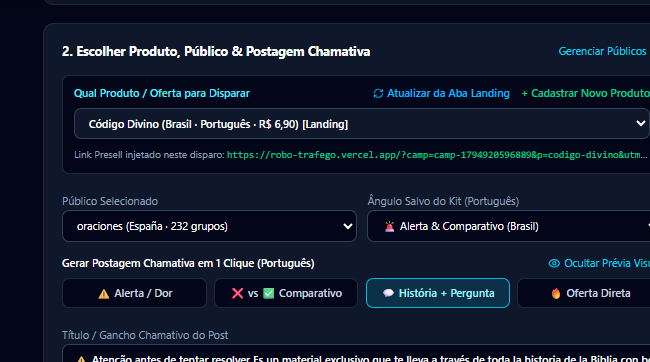 2. Escolher Produto, Público & Postagem Chamativa
Gerenciar Públicos
Qual Produto / Oferta para Disparar
Atualizar da Aba Landing
+ Cadastrar Novo Produto
Código Divino (Brasil · Português · R$ 6,90) [Landing]
Link Presell injetado neste disparo: https://robo-trafego.vercel.app/?camp=camp-1794920596889&p=codigo-divino&utm...
Público Selecionado
Ângulo Salvo do Kit (Português)
oraciones (España · 232 grupos)
🚨 Alerta & Comparativo (Brasil)
Gerar Postagem Chamativa em 1 Clique (Português)
Ocultar Prévia Visu
⚠️ Alerta / Dor
❌ vs ✅ Comparativo
💬 História + Pergunta
🔥 Oferta Direta
Título / Gancho Chamativo do Post
⚠️ Atenção antes de tentar resolver Es un material exclusivo que te lleva a través de toda la historia de la Biblia con